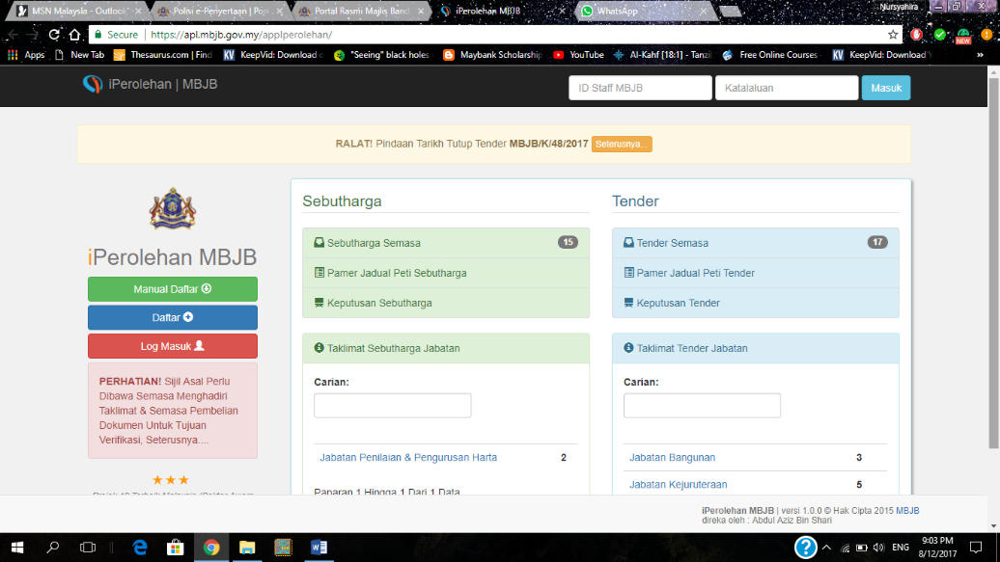 Nursyahira
MSN Malaysia - Outlook
Polisi e-Penyertaan | Po
Portal Rasmi Majlis Band
iPerolehan MBJB
WhatsApp
Secure https://apl.mbjb.gov.my/applperolehan/
Apps New Tab Thesaurus.com | Find KeepVid: Download "Seeing" black holes Maybank Scholarship YouTube Al-Kahf [18:1] - Tanzil Free Online Courses KeepVid: Download
NEW
iPerolehan | MBJB
ID Staff MBJB Katalaluan Masuk
RALAT! Pindaan Tarikh Tutup Tender MBJB/K/48/2017 Seterusnya...
iPerolehan MBJB
Manual Daftar
Daftar
Log Masuk
PERHATIAN! Sijil Asal Perlu
Dibawa Semasa Menghadiri
Taklimat & Semasa Pembelian
Dokumen Untuk Tujuan
Verifikasi, Seterusnya....
Sebutharga
Sebutharga Semasa 15
Pamer Jadual Peti Sebutharga
Keputusan Sebutharga
Taklimat Sebutharga Jabatan
Carian:
Jabatan Penilaian & Pengurusan Harta 2
Paparan 1 Hingga 1 Dari 1 Data
Tender
Tender Semasa 17
Pamer Jadual Peti Tender
Keputusan Tender
Taklimat Tender Jabatan
Carian:
Jabatan Bangunan 3
Jabatan Kejuruteraan 5
iPerolehan MBJB | versi 1.0.0 © Hak Cipta 2015 MBJB
direka oleh : Abdul Aziz Bin Shari
ENG
9:03 PM
8/12/2017